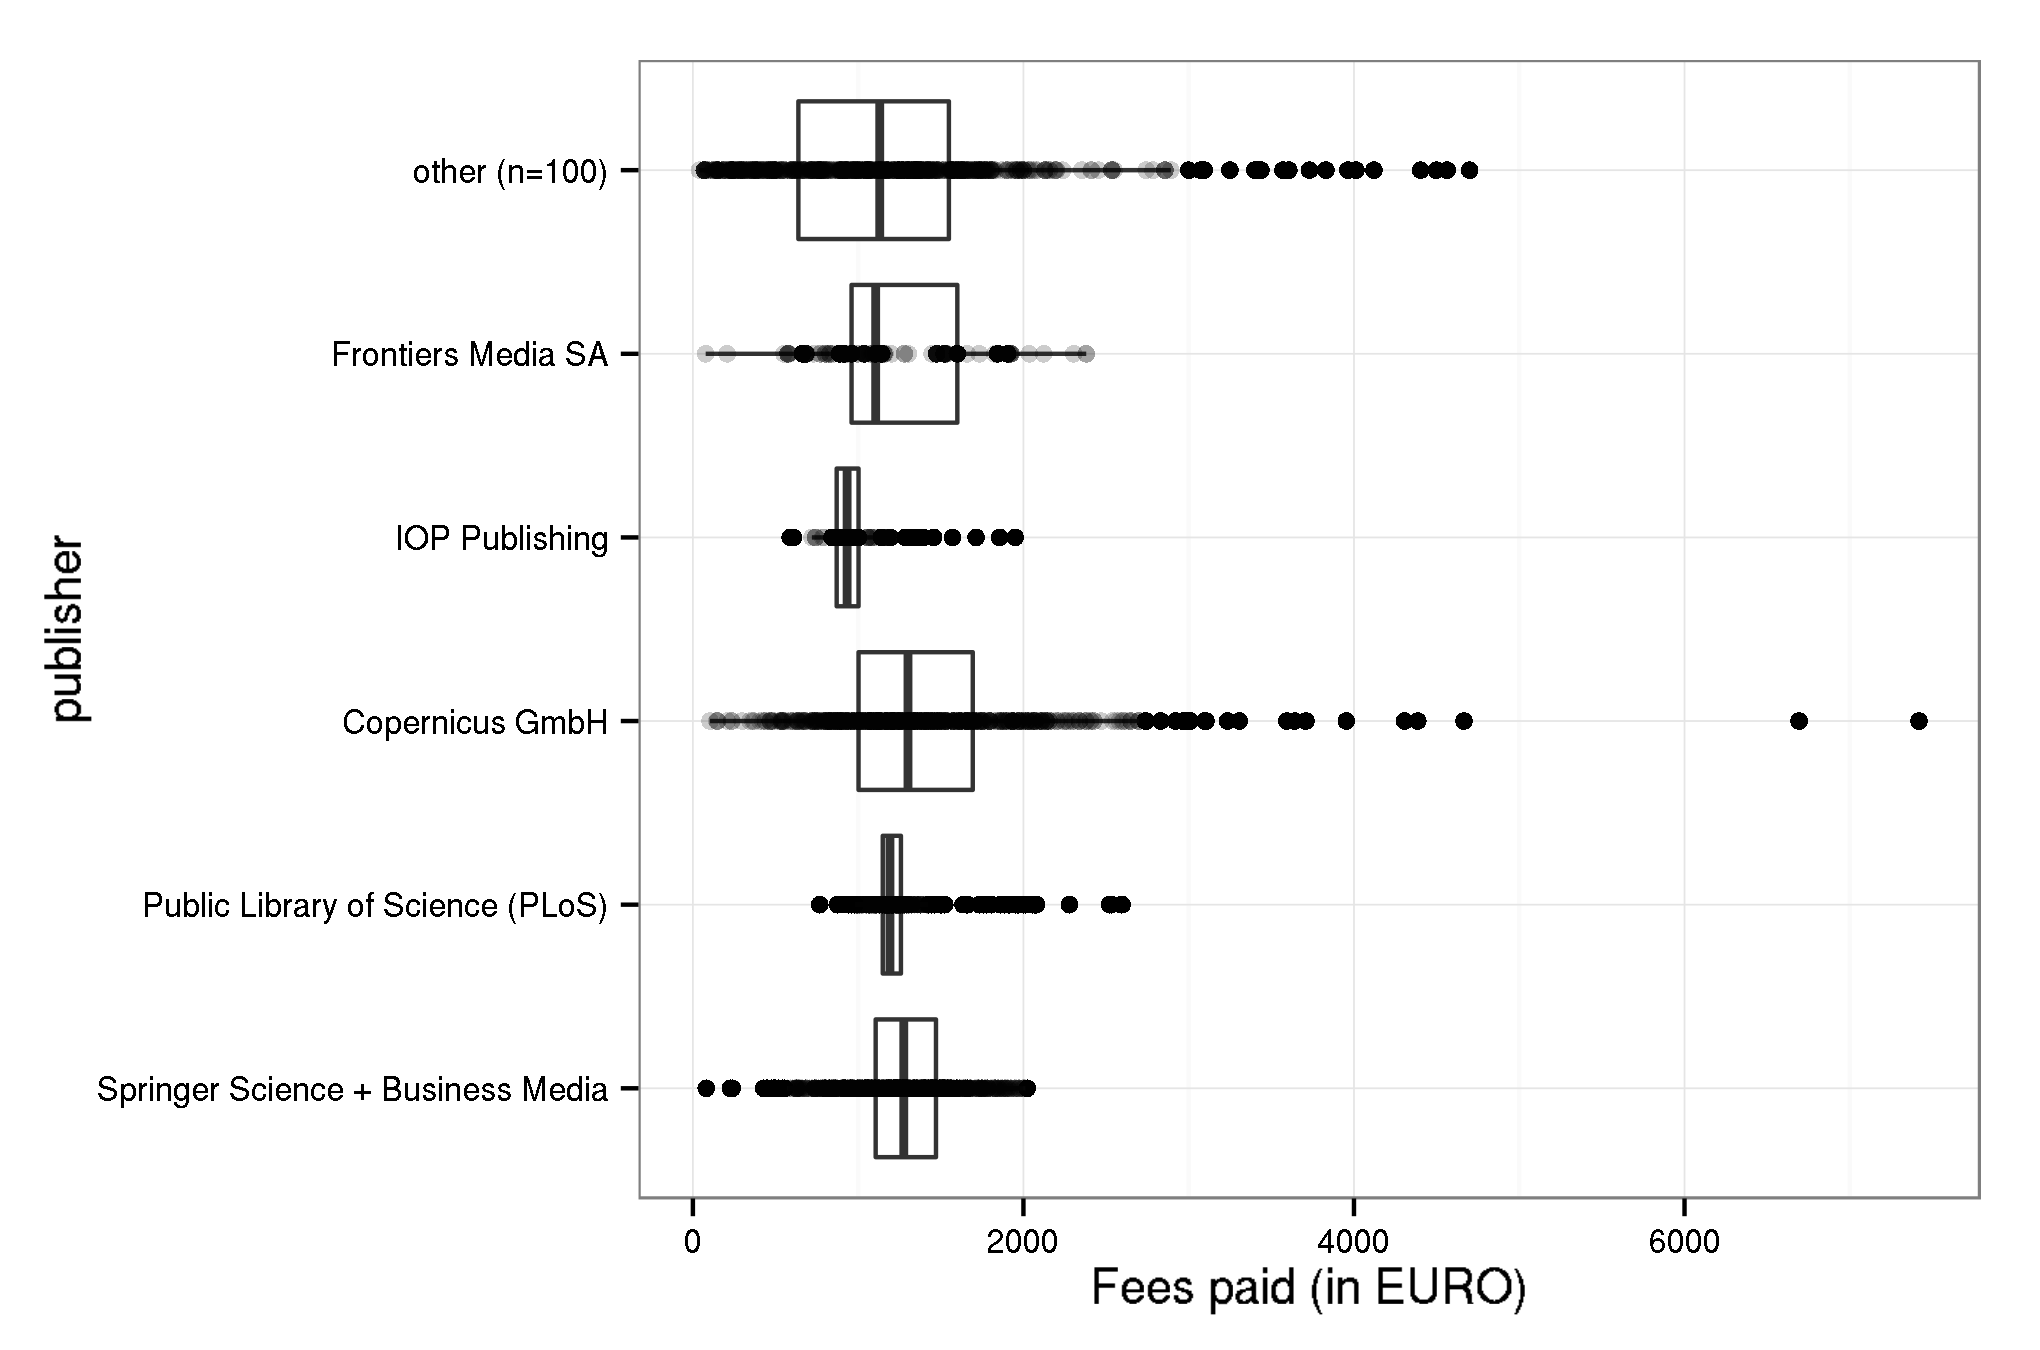 other (n=100)
Frontiers Media SA
IOP Publishing
Copernicus GmbH
Public Library of Science (PLoS)
Springer Science + Business Media
publisher
0 2000 4000 6000
Fees paid (in EURO)